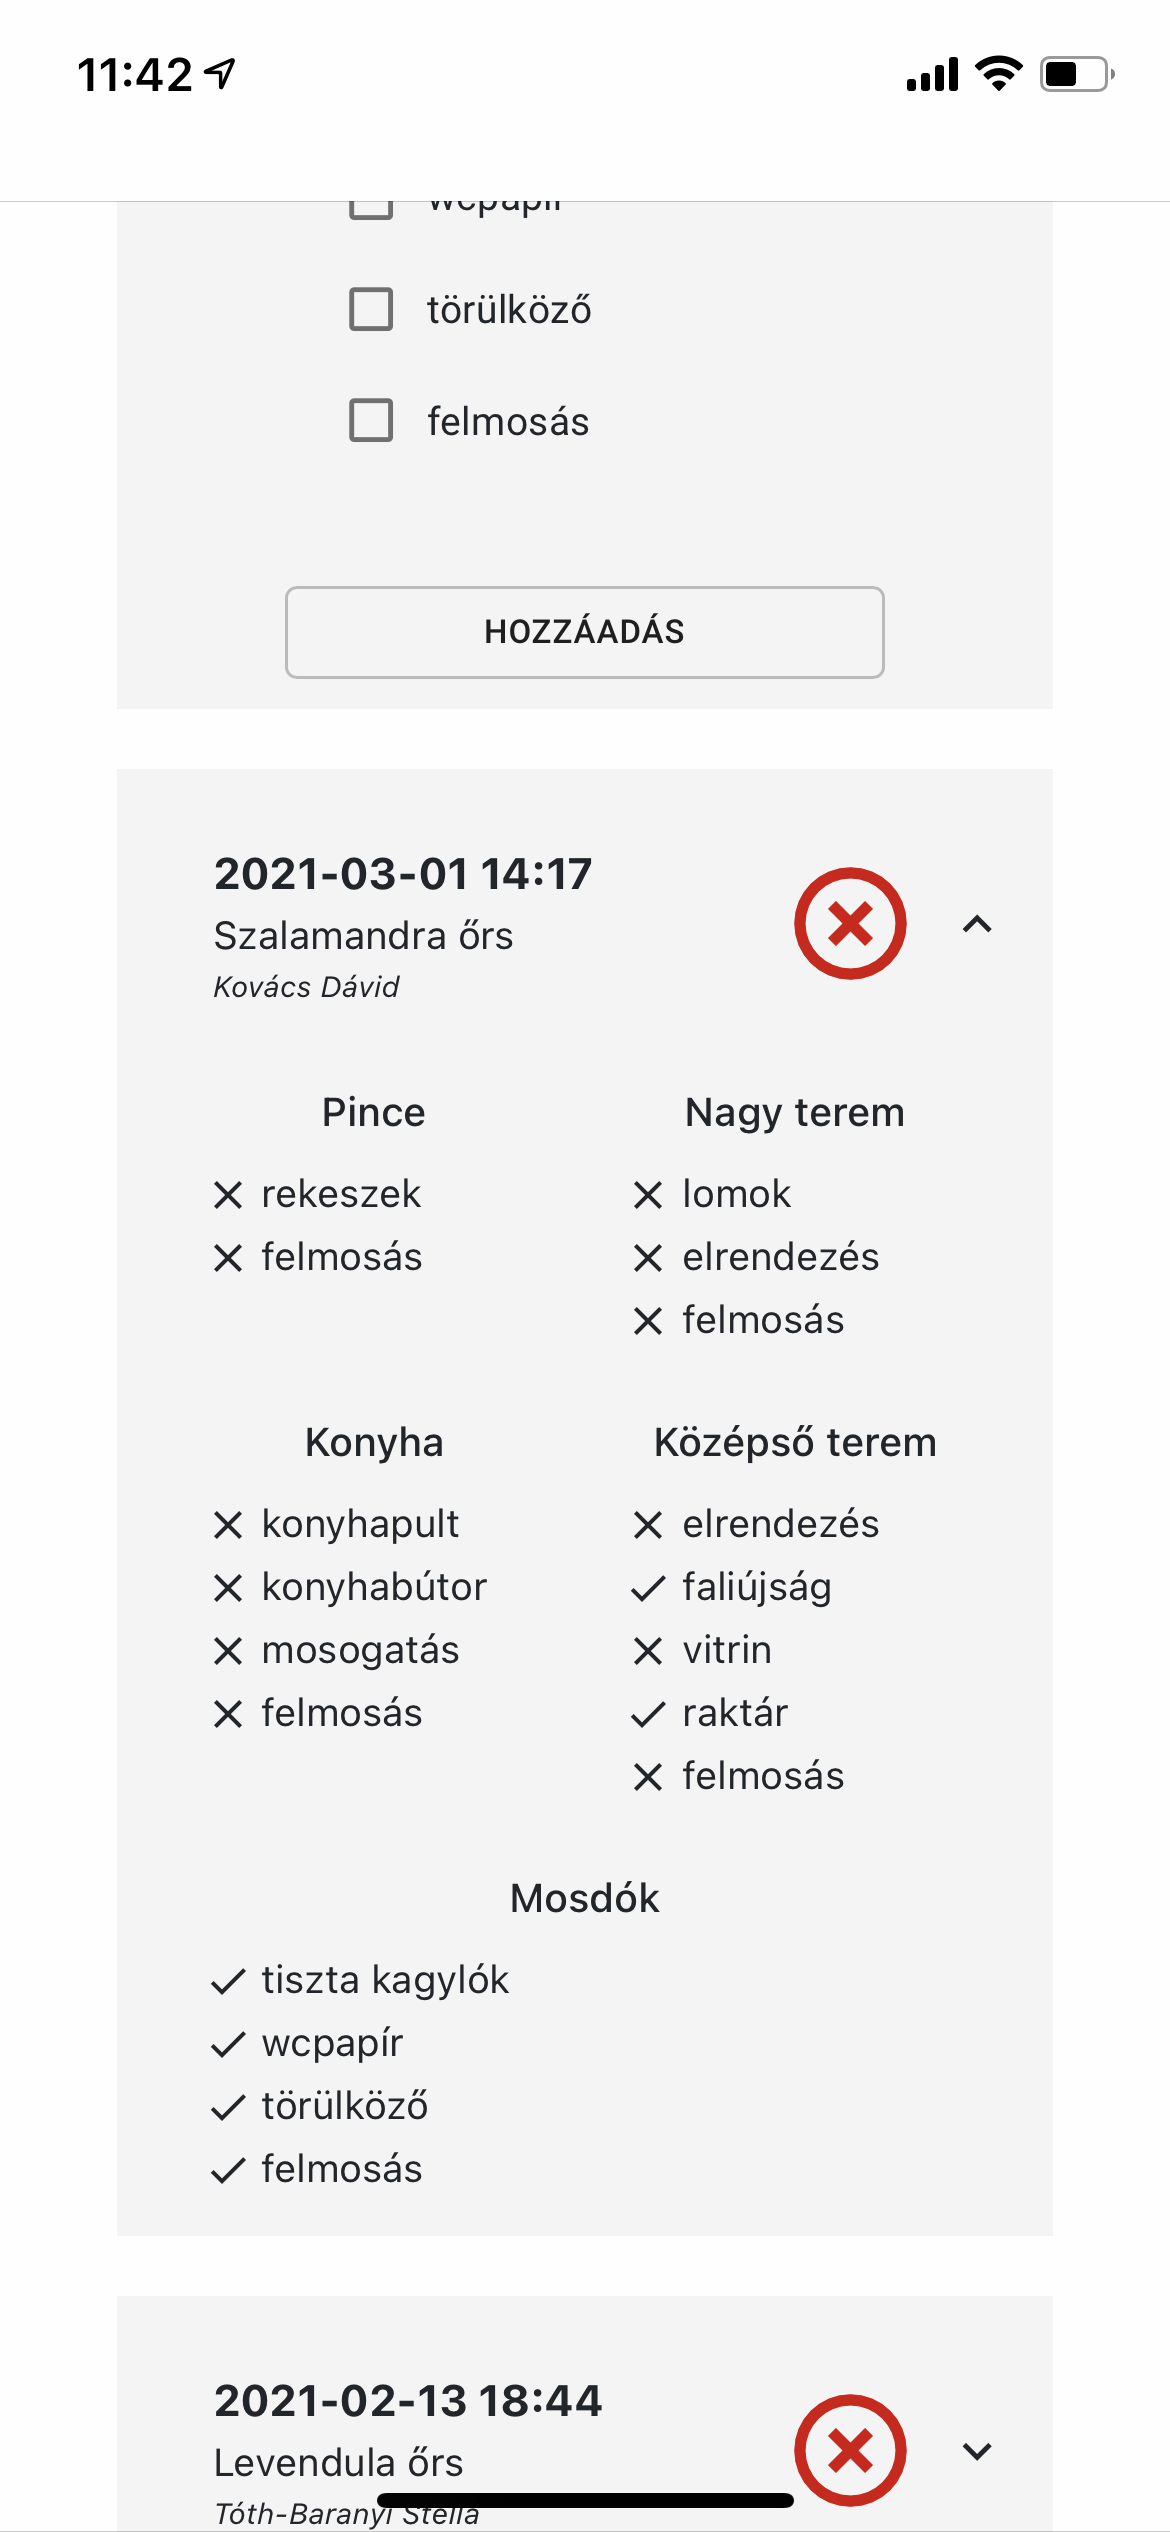 11:42
wcpapír
törülköző
felmosás
HOZZÁADÁS
2021-03-01 14:17
Szalamandra őrs
Kovács Dávid
Pince
rekeszek
felmosás
Nagy terem
lomok
elrendezés
felmosás
Konyha
konyhapult
konyhabútor
mosogatás
felmosás
Középső terem
elrendezés
faliújság
vitrin
raktár
felmosás
Mosdók
tiszta kagylók
wcpapír
törülköző
felmosás
2021-02-13 18:44
Levendula őrs
Tóth-Baranyi Stella